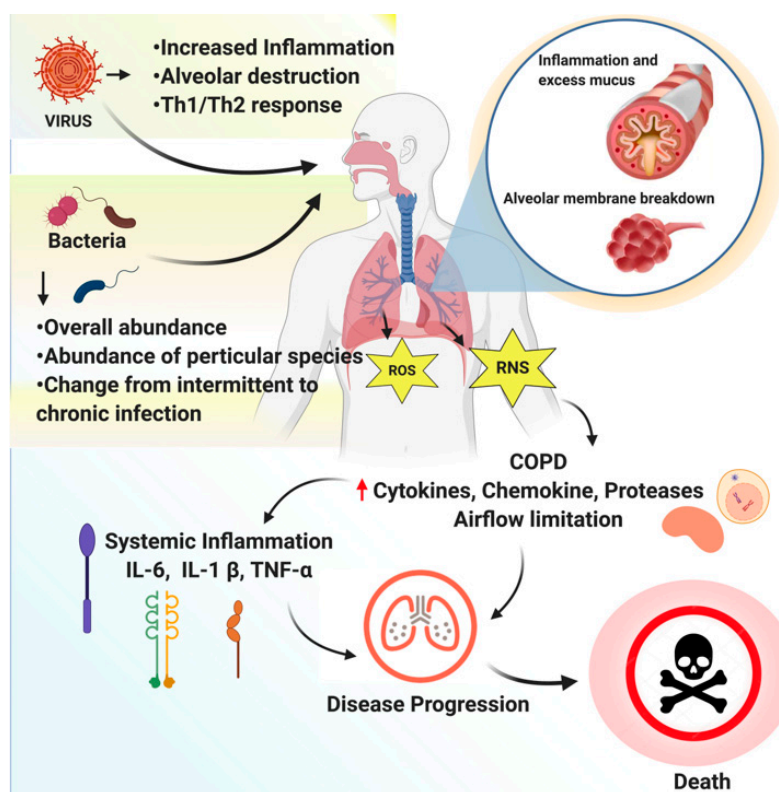 VIRUS
•Increased Inflammation
•Alveolar destruction
•Th1/Th2 response
Inflammation and
excess mucus
Alveolar membrane breakdown
Bacteria
•Overall abundance
•Abundance of perticular species
•Change from intermittent to
chronic infection
ROS
RNS
COPD
Cytokines, Chemokine, Proteases
Airflow limitation
Systemic Inflammation
IL-6, IL-1 β, TNF-α
Disease Progression
Death